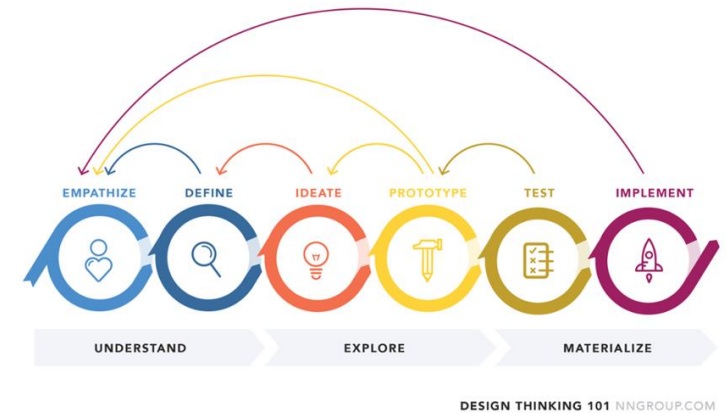 EMPATHIZE DEFINE IDEATE PROTOTYPE TEST IMPLEMENT
UNDERSTAND EXPLORE MATERIALIZE
DESIGN THINKING 101 NNGROUP.COM